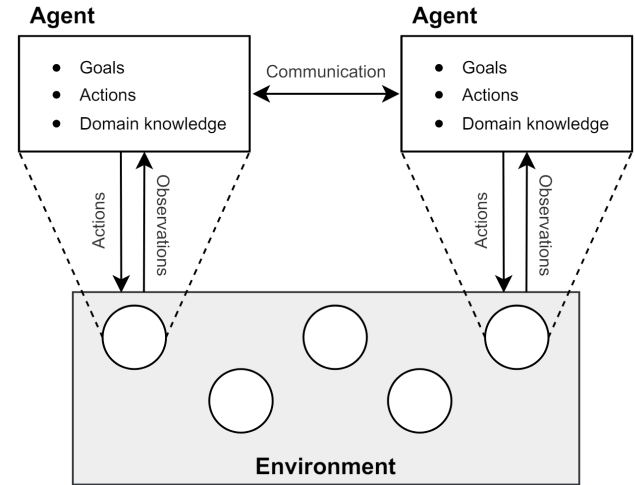 Agent
Agent
Goals
Actions
Domain knowledge
Communication
Goals
Actions
Domain knowledge
Actions
Observations
Actions
Observations
Environment